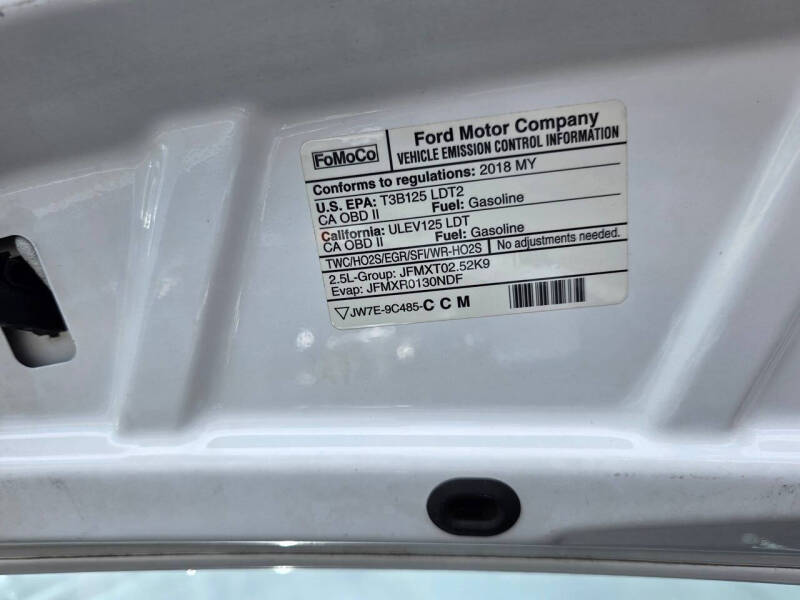 FoMoCo
Ford Motor Company
VEHICLE EMISSION CONTROL INFORMATION
Conforms to regulations: 2018 MY
U.S. EPA: T3B125 LDT2
CA OBD II Fuel: Gasoline
California: ULEV125 LDT
CA OBD II Fuel: Gasoline
TWC/HO2S/EGR/SFI/WR-HO2S No adjustments needed.
2.5L-Group: JFMXT02.52K9
Evap: JFMXR0130NDF
JW7E-9C485-C C M